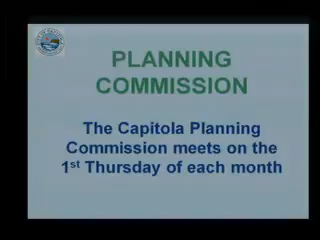 PLANNING
COMMISSION
The Capitola Planning
Commission meets on the
1st Thursday of each month